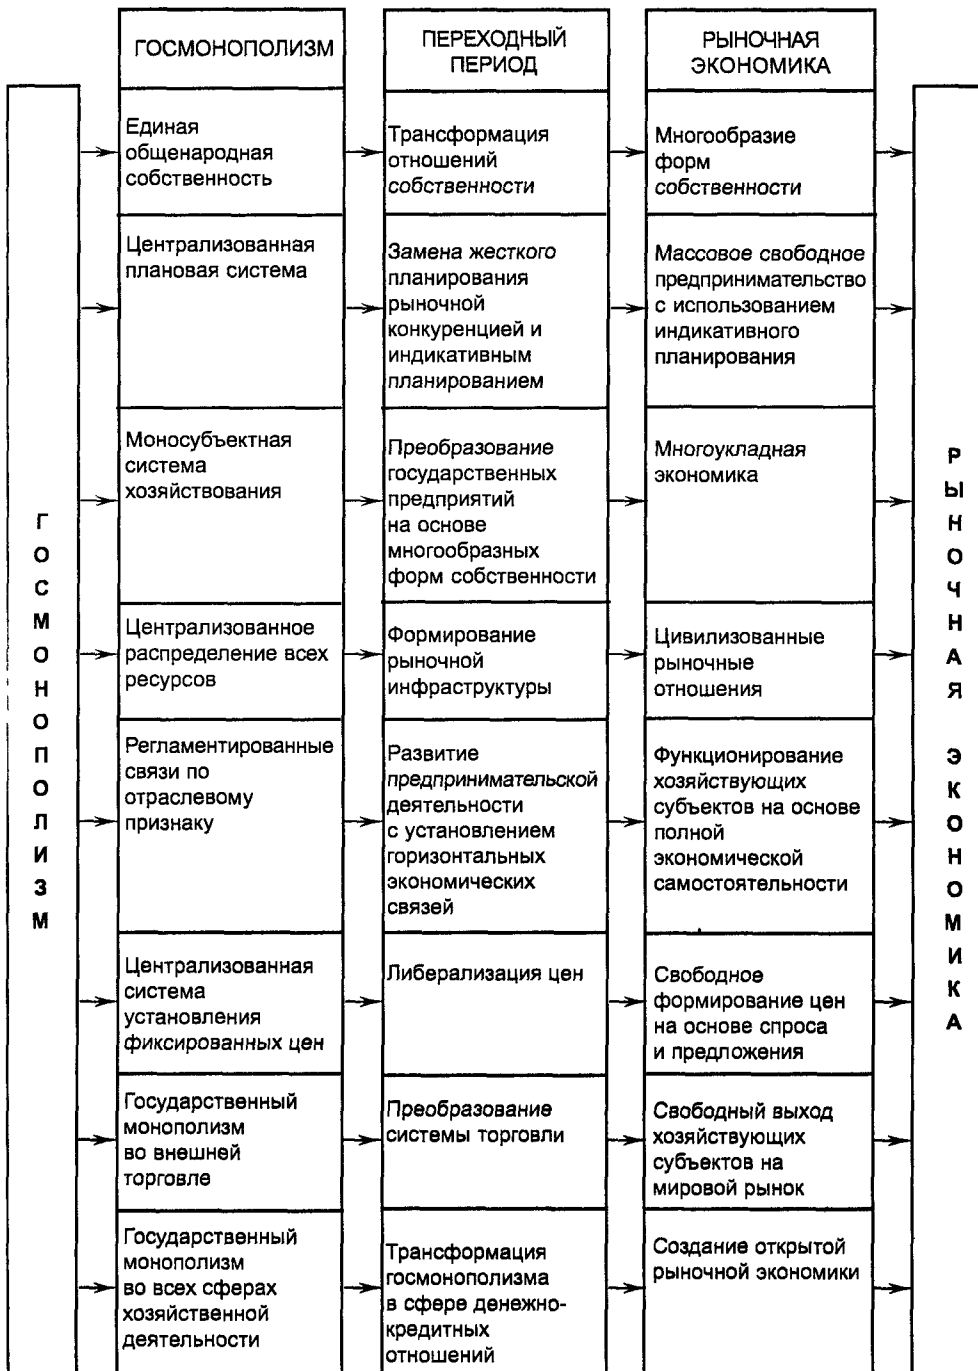 ГОСМОНОПОЛИЗМ
ПЕРЕХОДНЫЙ
ПЕРИОД
РЫНОЧНАЯ
ЭКОНОМИКА
ГОСМОНОПОЛИЗМ
Единая
общенародная
собственность
Трансформация
отношений
собственности
Многообразие
форм
собственности
Централизованная
плановая система
Замена жесткого
планирования
рыночной
конкуренцией и
индикативным
планированием
Массовое свободное
предпринимательство
с использованием
индикативного
планирования
Моносубъектная
система
хозяйствования
Преобразование
государственных
предприятий
на основе
многообразных
форм собственности
Многоукладная
экономика
Централизованное
распределение всех
ресурсов
Формирование
рыночной
инфраструктуры
Цивилизованные
рыночные
отношения
Регламентированные
связи по
отраслевому
признаку
Развитие
предпринимательской
деятельности
с установлением
горизонтальных
экономических
связей
Функционирование
хозяйствующих
субъектов на основе
полной
экономической
самостоятельности
Централизованная
система
установления
фиксированных цен
Либерализация цен
Свободное
формирование цен
на основе спроса
и предложения
Государственный
монополизм
во внешней
торговле
Преобразование
системы торговли
Свободный выход
хозяйствующих
субъектов на
мировой рынок
Государственный
монополизм
во всех сферах
хозяйственной
деятельности
Трансформация
госмонополизма
в сфере денежно-
кредитных
отношений
Создание открытой
рыночной экономики
РЫНОЧНАЯ ЭКОНОМИКА